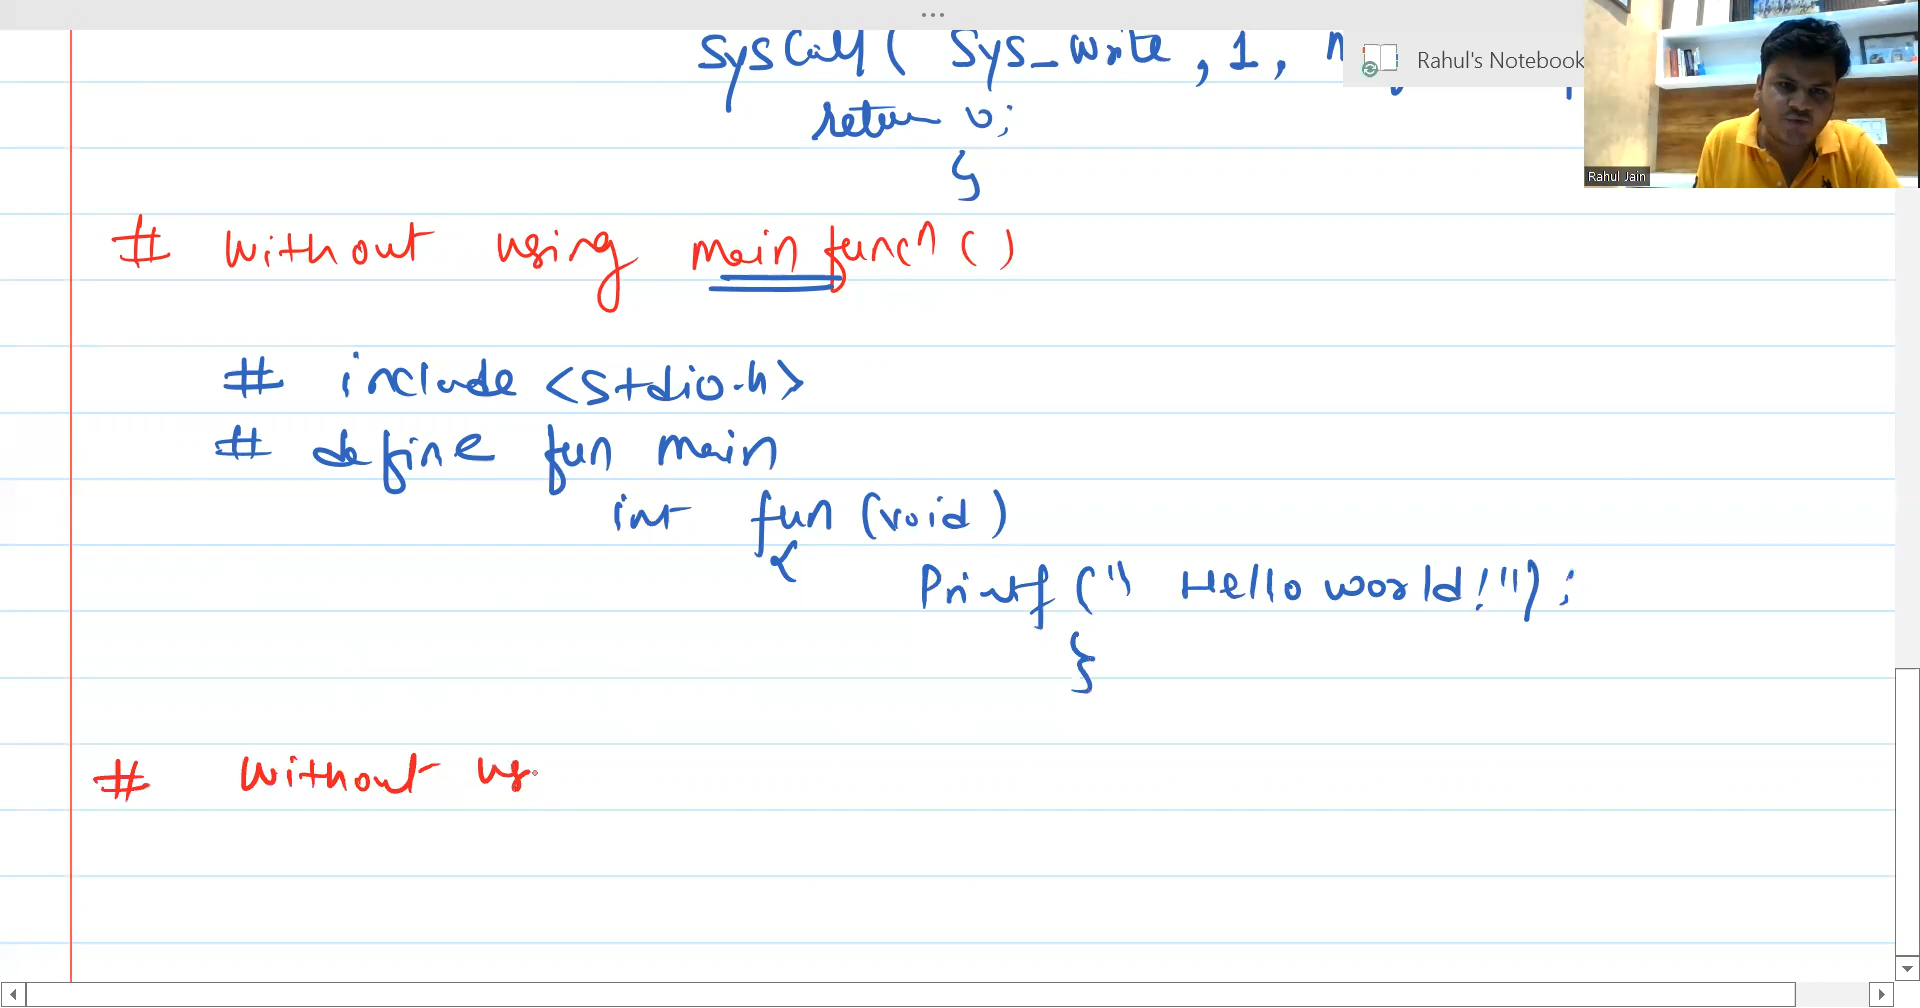 syscall( Sys_write , 1 ,
Rahul's Notebook
return 0;
}
Rahul Jain
# without using main funcn ( )
# include <stdio.h>
# define fun main
int fun (void)
{
Printf (" Hello world!");
}
# without us